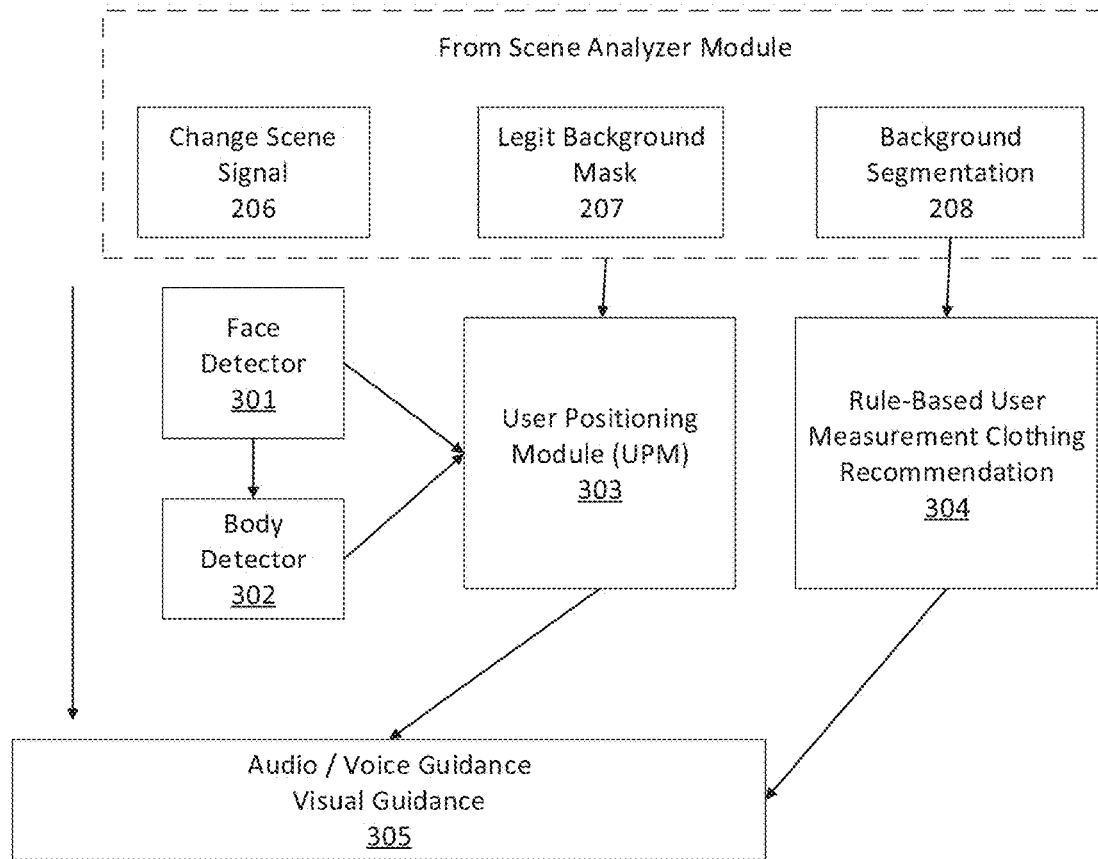 From Scene Analyzer Module
Change Scene
Signal
206
Legit Background
Mask
207
Background
Segmentation
208
Face
Detector
301
Body
Detector
302
User Positioning
Module (UPM)
303
Rule-Based User
Measurement Clothing
Recommendation
304
Audio / Voice Guidance
Visual Guidance
305